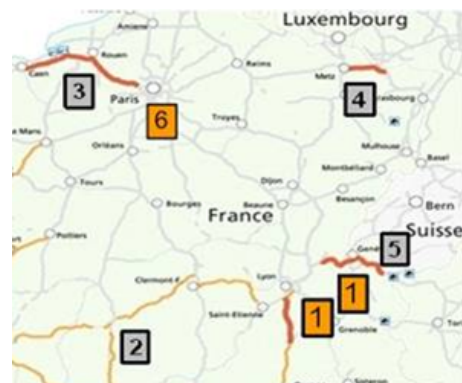 Amiens
Luxembourg
Rouen
Caen
Reims
Metz
3
4
Paris
Strasbourg
6
Troyes
Le Mans
Orléans
Mulhouse
Basel
Montbéliard
Tours
Dijon
Besançon
Bourges
Beaune
Bern
France
Suisse
Poitiers
5
Clermont-F.
Lyon
1
Saint-Etienne
1
Grenoble
2
Sisteron